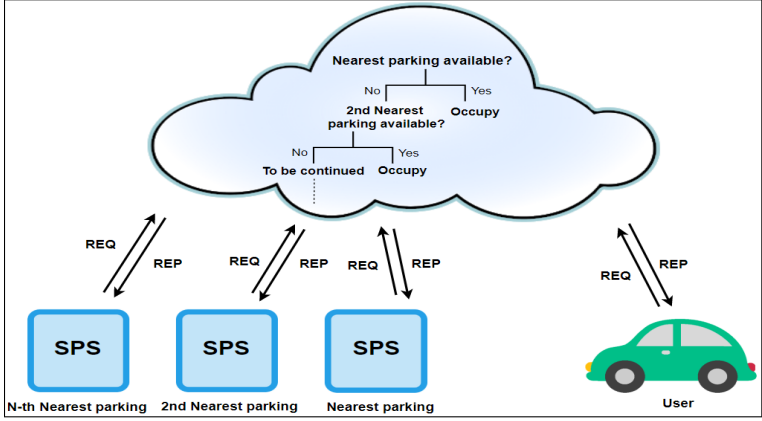 Nearest parking available?
No
Yes
2nd Nearest
parking available?
Occupy
No
Yes
To be continued
Occupy
REQ
REP
REQ
REP
REQ
REP
REQ
REP
SPS
SPS
SPS
N-th Nearest parking
2nd Nearest parking
Nearest parking
User